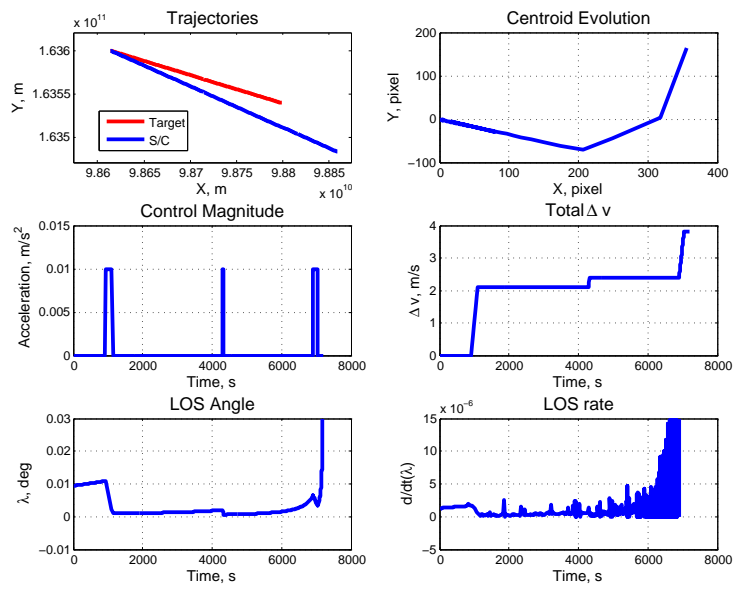 Trajectories
x 10^11
1.636
1.6355
1.635
Y, m
Target
S/C
9.86 9.865 9.87 9.875 9.88 9.885
X, m
x 10^10
Centroid Evolution
200
100
0
−100
Y, pixel
0 100 200 300 400
X, pixel
Control Magnitude
0.015
0.01
0.005
0
Acceleration, m/s^2
0 2000 4000 6000 8000
Time, s
Total Δ v
4
3
2
1
0
Δ v, m/s
0 2000 4000 6000 8000
Time, s
LOS Angle
0.03
0.02
0.01
0
−0.01
λ, deg
0 2000 4000 6000 8000
Time, s
LOS rate
x 10^−6
15
10
5
0
−5
d/dt(λ)
0 2000 4000 6000 8000
Time, s